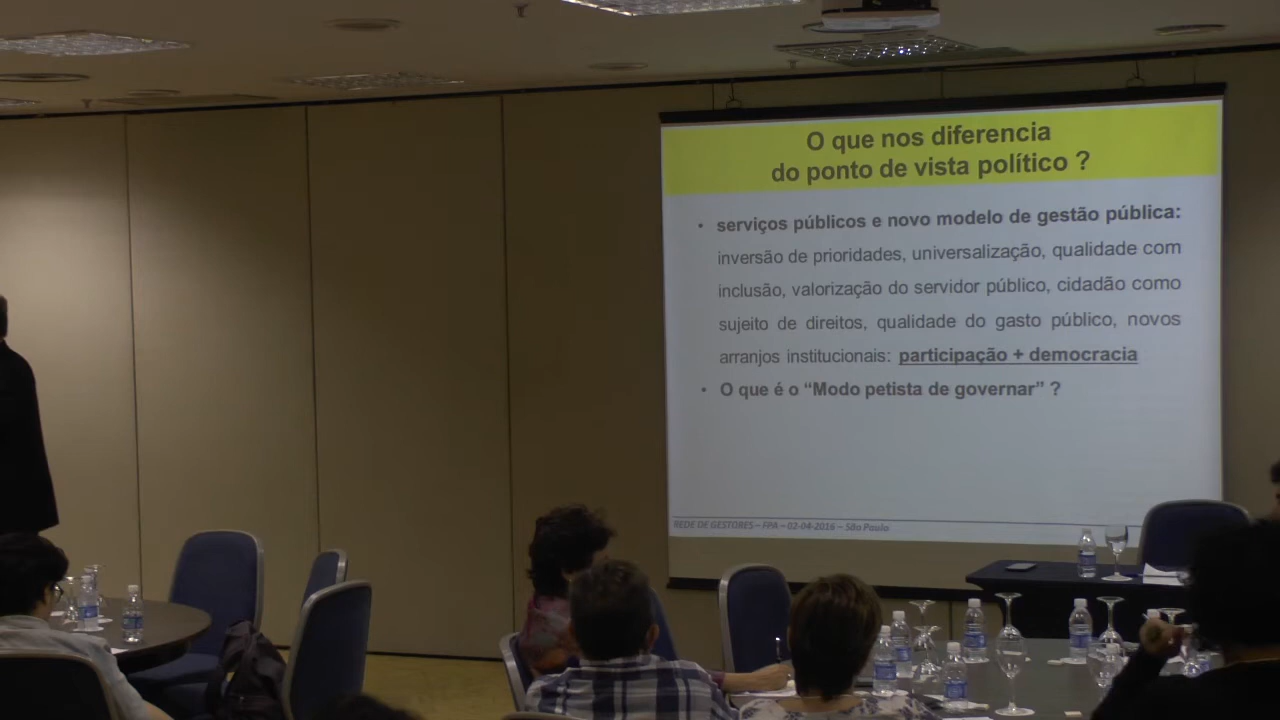 O que nos diferencia
do ponto de vista político ?
• serviços públicos e novo modelo de gestão pública:
inversão de prioridades, universalização, qualidade com
inclusão, valorização do servidor público, cidadão como
sujeito de direitos, qualidade do gasto público, novos
arranjos institucionais: participação + democracia
• O que é o “Modo petista de governar” ?
REDE DE GESTORES – FPA – 02-04-2016 – São Paulo